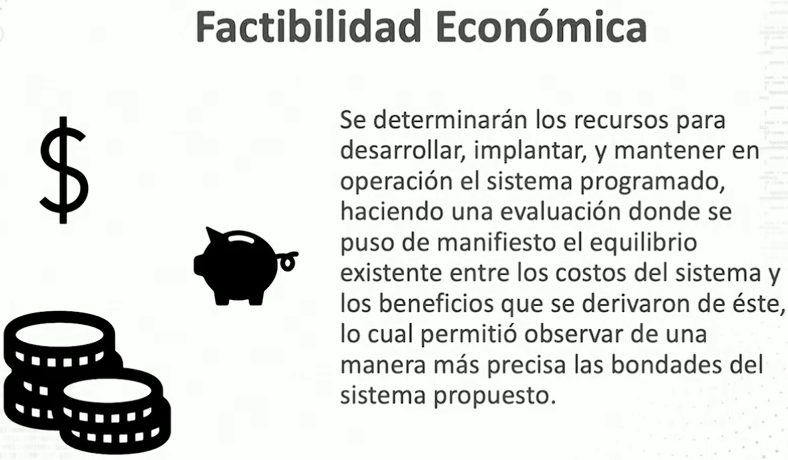 Factibilidad Económica
Se determinarán los recursos para
desarrollar, implantar, y mantener en
operación el sistema programado,
haciendo una evaluación donde se
puso de manifiesto el equilibrio
existente entre los costos del sistema y
los beneficios que se derivaron de éste,
lo cual permitió observar de una
manera más precisa las bondades del
sistema propuesto.